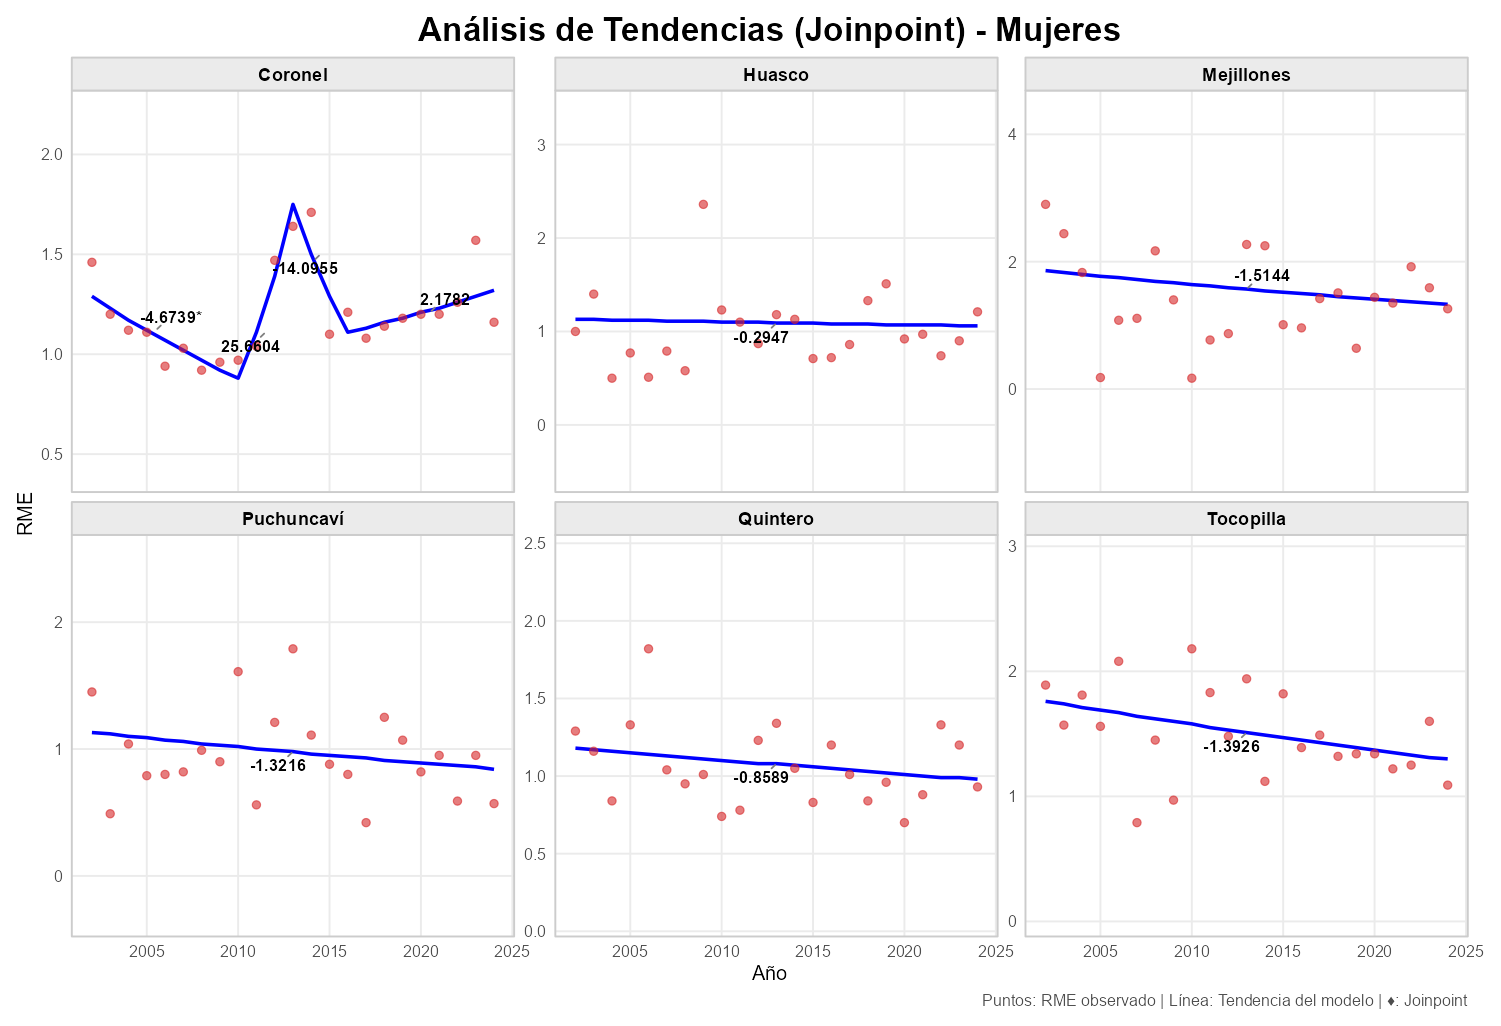 Análisis de Tendencias (Joinpoint) - Mujeres
Coronel
Huasco
Mejillones
2.0
1.5
1.0
0.5
-4.6739*
25.6604
-14.0955
2.1782
3
2
1
0
-0.2947
4
2
0
-1.5144
RME
Puchuncaví
Quintero
Tocopilla
2
1
0
-1.3216
2.5
2.0
1.5
1.0
0.5
0.0
-0.8589
3
2
1
0
-1.3926
2005 2010 2015 2020 2025
2005 2010 2015 2020 2025
2005 2010 2015 2020 2025
Año
Puntos: RME observado | Línea: Tendencia del modelo | ♦: Joinpoint